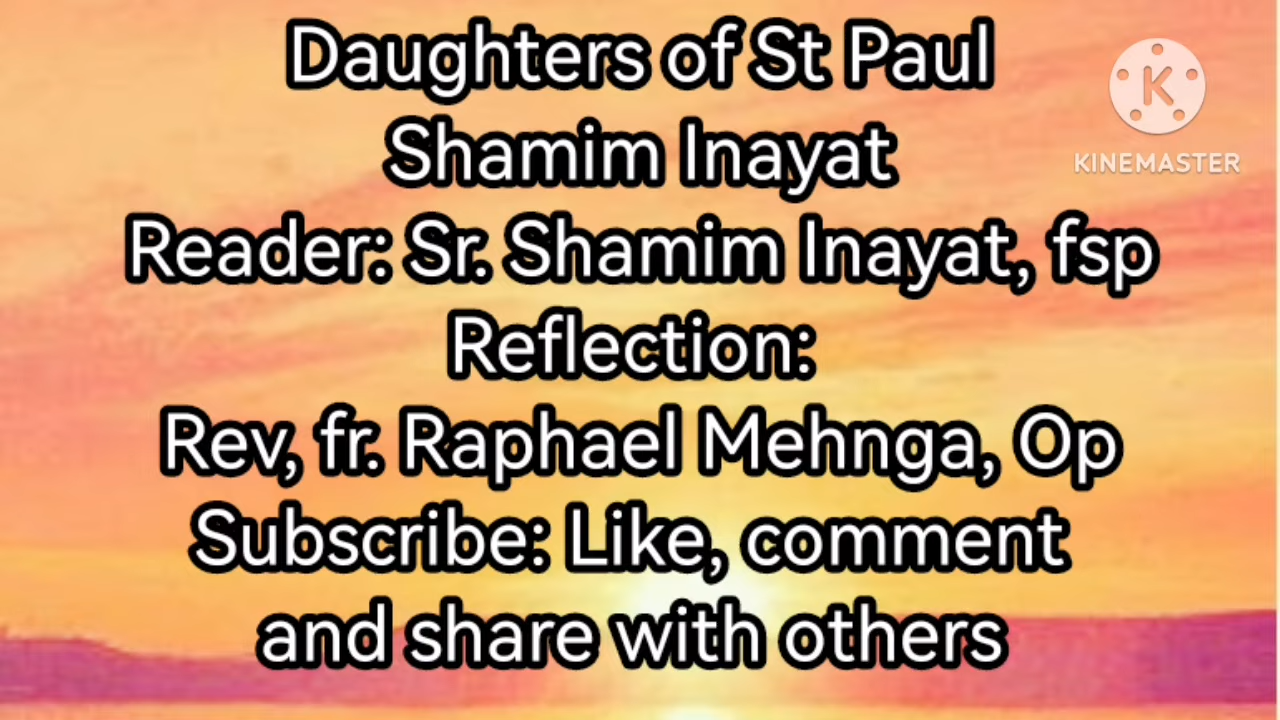 Daughters of St Paul
Shamim Inayat
Reader: Sr. Shamim Inayat, fsp
Reflection:
Rev, fr. Raphael Mehnga, Op
Subscribe: Like, comment
and share with others
K
KINEMASTER